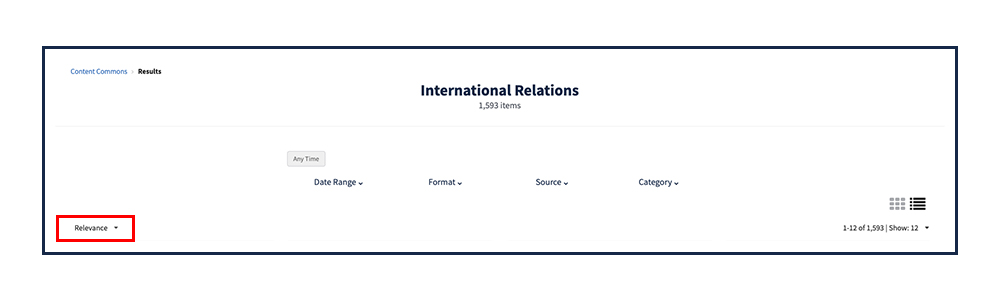 Content Commons › Results
International Relations
1,593 items
Any Time
Date Range Format Source Category
Relevance 1-12 of 1,593 | Show: 12